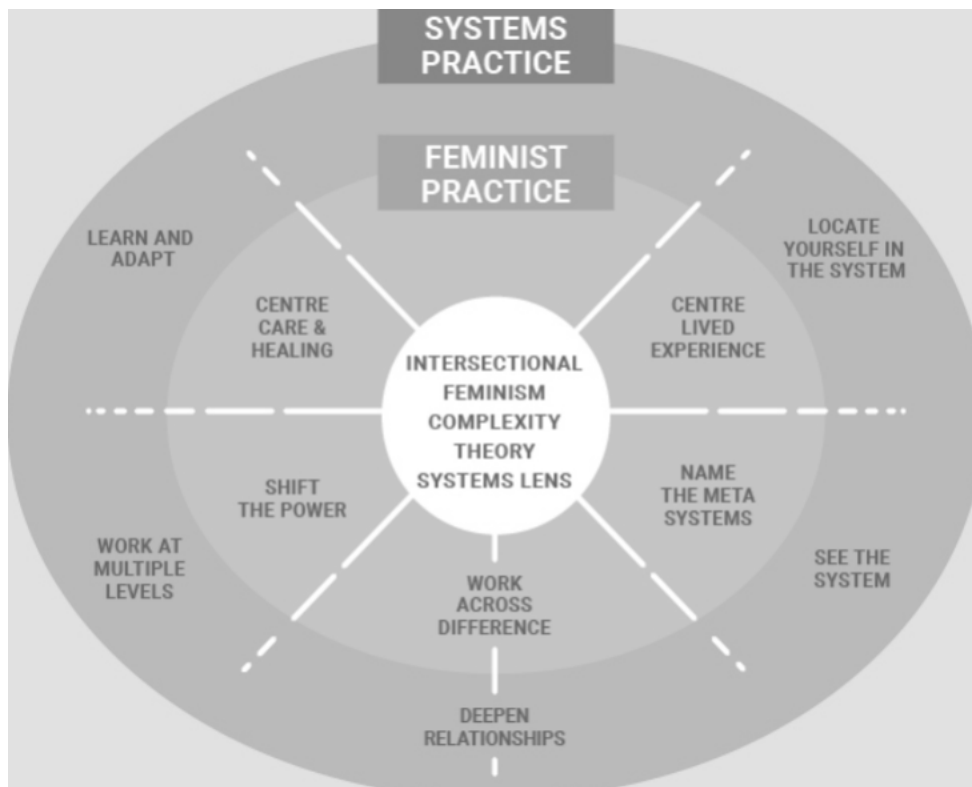 SYSTEMS
PRACTICE
FEMINIST
PRACTICE
LEARN AND
ADAPT
LOCATE
YOURSELF IN
THE SYSTEM
CENTRE
CARE &
HEALING
CENTRE
LIVED
EXPERIENCE
INTERSECTIONAL
FEMINISM
COMPLEXITY
THEORY
SYSTEMS LENS
SHIFT
THE POWER
NAME
THE META
SYSTEMS
WORK AT
MULTIPLE
LEVELS
SEE THE
SYSTEM
WORK
ACROSS
DIFFERENCE
DEEPEN
RELATIONSHIPS